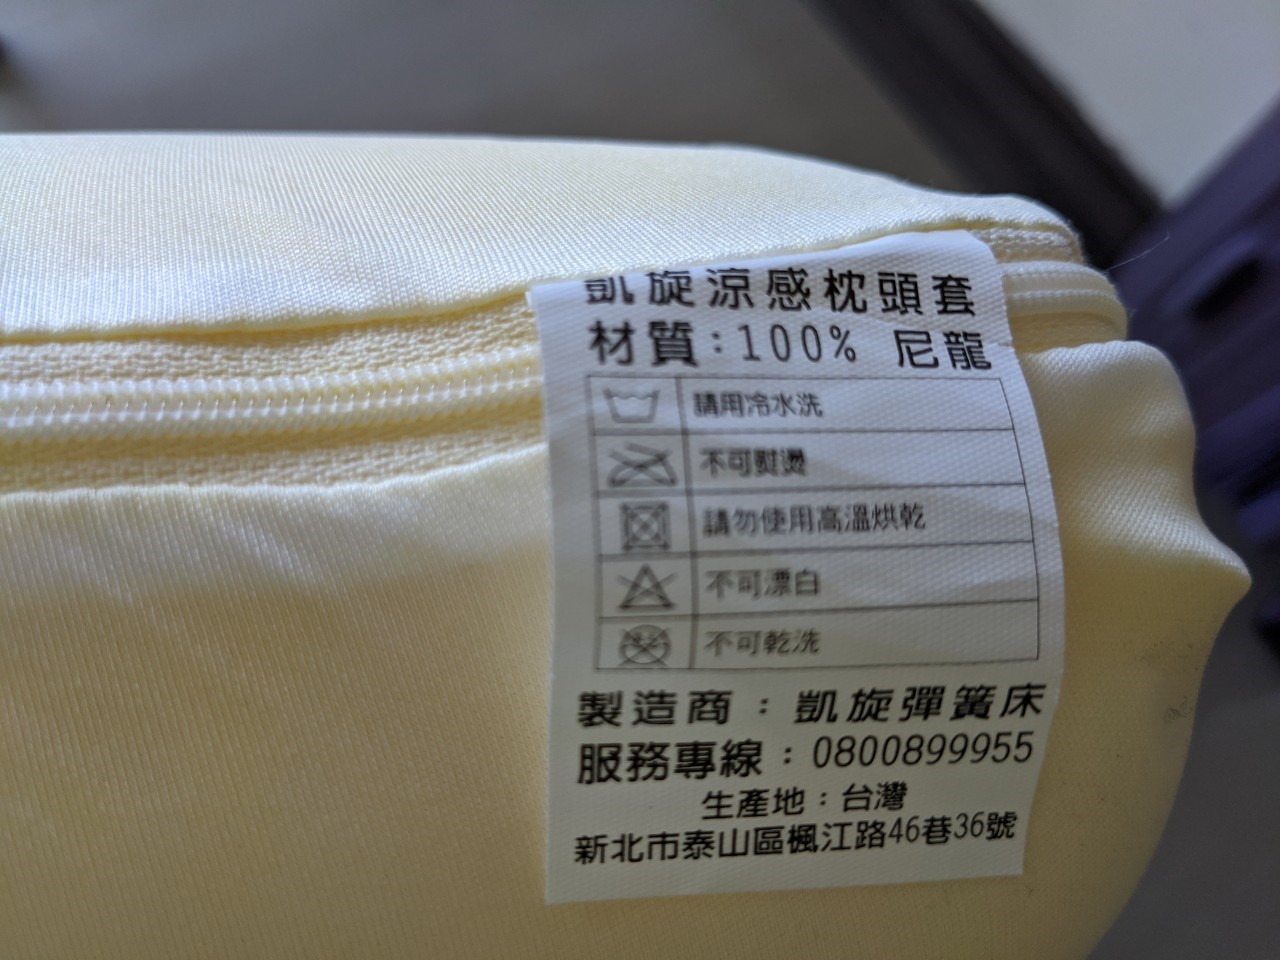 凱旋涼感枕頭套
材質:100% 尼龍
請用冷水洗
不可熨燙
請勿使用高溫烘乾
不可漂白
不可乾洗
製造商：凱旋彈簧床
服務專線：0800899955
生產地：台灣
新北市泰山區楓江路46巷36號